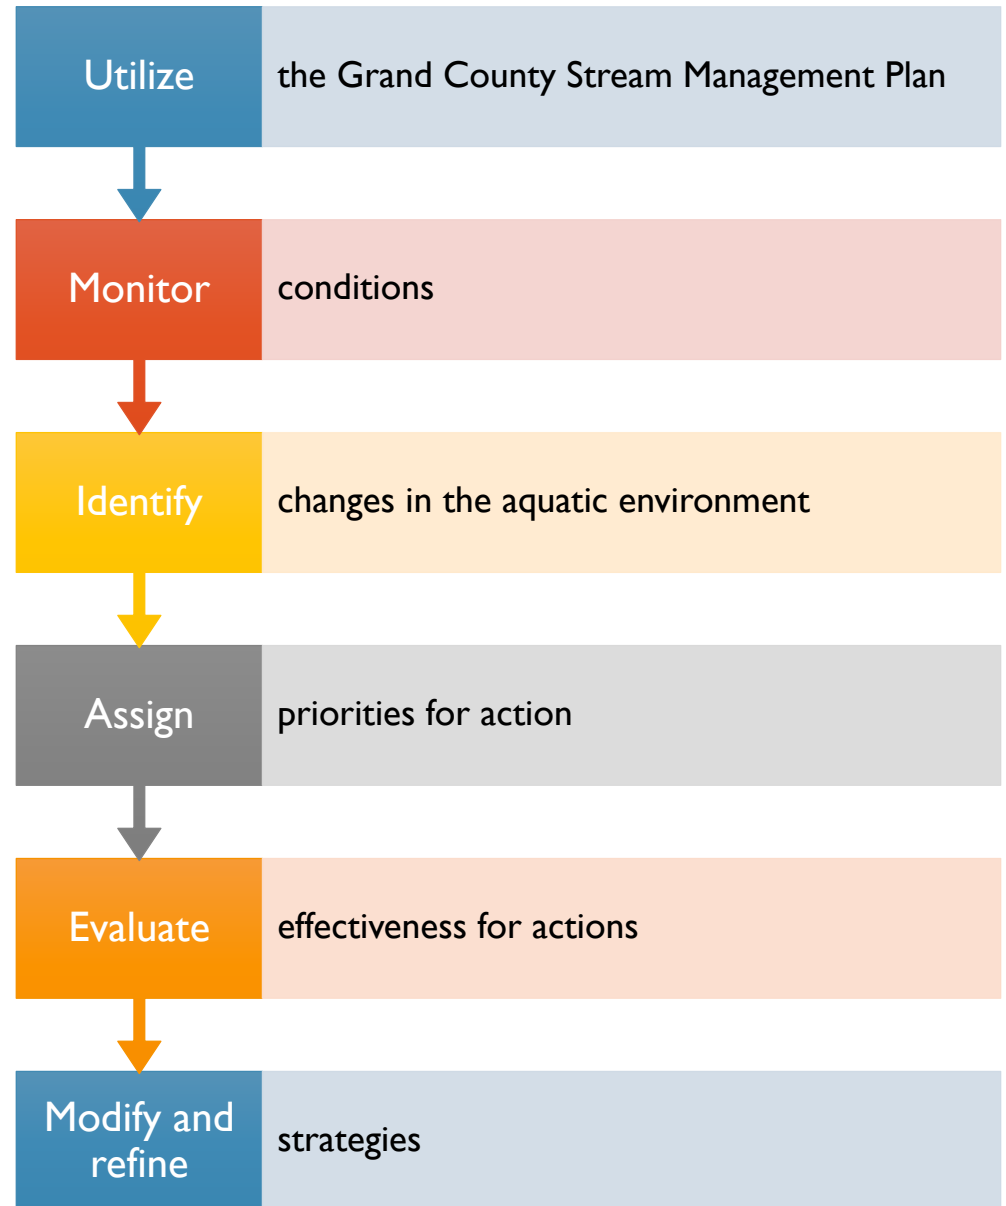 Utilize
the Grand County Stream Management Plan
Monitor
conditions
Identify
changes in the aquatic environment
Assign
priorities for action
Evaluate
effectiveness for actions
Modify and
refine
strategies